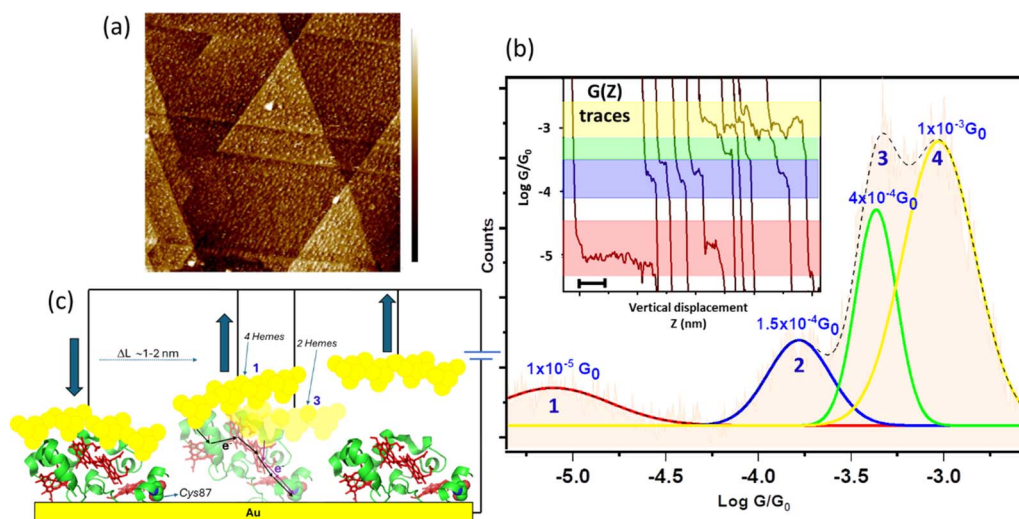 (a)
(b)
G(Z)
traces
Log G/G₀
-3
-4
-5
Vertical displacement
Z (nm)
Counts
1x10⁻⁵ G₀
1
1.5x10⁻⁴G₀
2
4x10⁻⁴G₀
3
1x10⁻³G₀
4
-5.0
-4.5
-4.0
-3.5
-3.0
Log G/G₀
(c)
ΔL ~1-2 nm
4 Hemes
1
2 Hemes
3
e⁻
e⁻
Cys87
Au